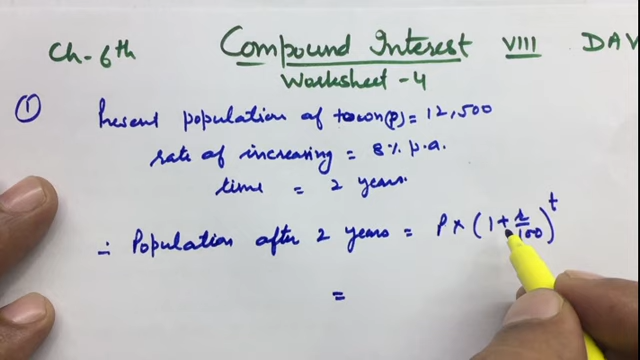 Ch-6th Compound Interest VIII DAV
Worksheet-4
① Present population of town(P) = 12,500
rate of increasing = 8% p.a.
time = 2 years.
∴ Population after 2 years = P × (1 + r/100)^t
=